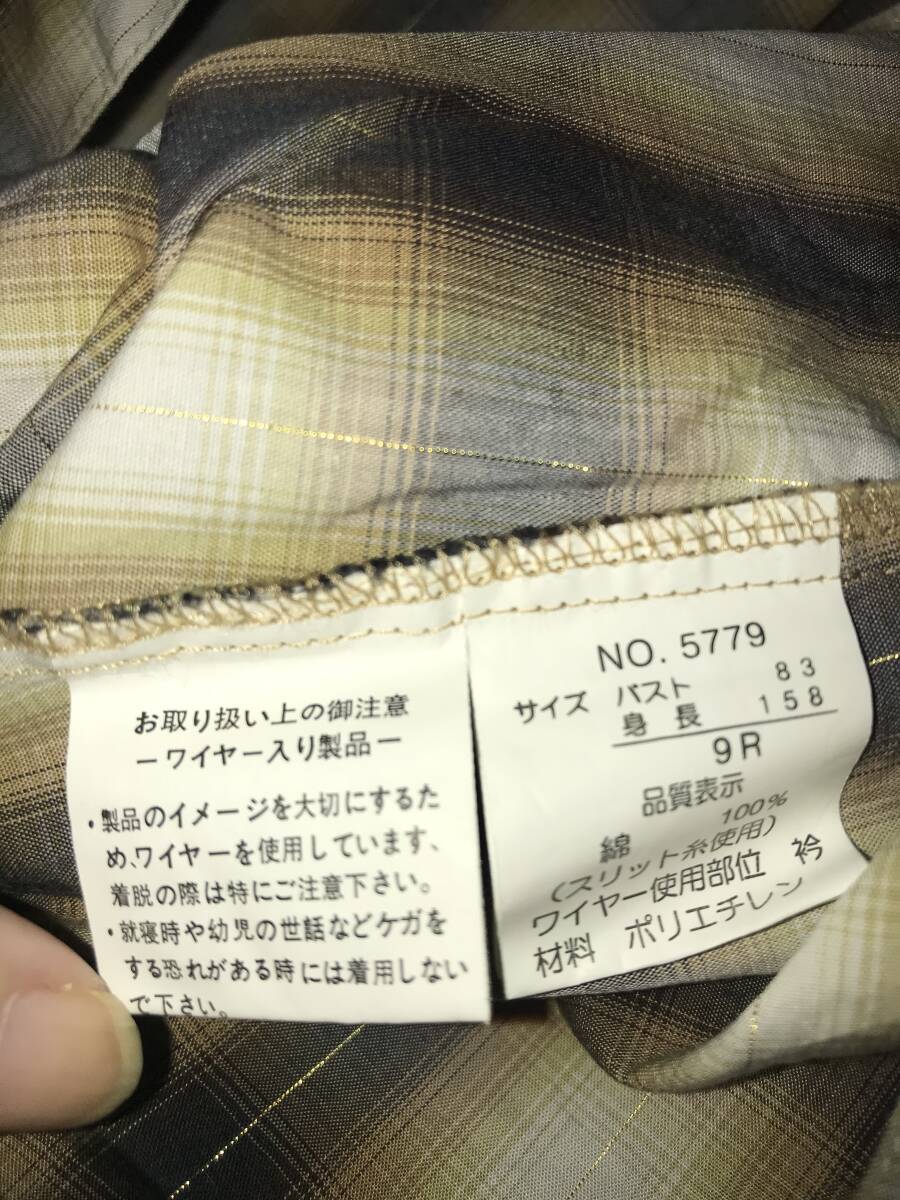 お取り扱い上の御注意
ーワイヤー入り製品ー
・製品のイメージを大切にするた
め、ワイヤーを使用しています、
着脱の際は特にご注意下さい。
・就寝時や幼児の世話などケガを
する恐れがある時には着用しない
で下さい。
NO. 5779
サイズ バスト 83
身長 158
9R
品質表示
綿 100%
(スリット糸使用)
ワイヤー使用部位 衿
材料 ポリエチレン